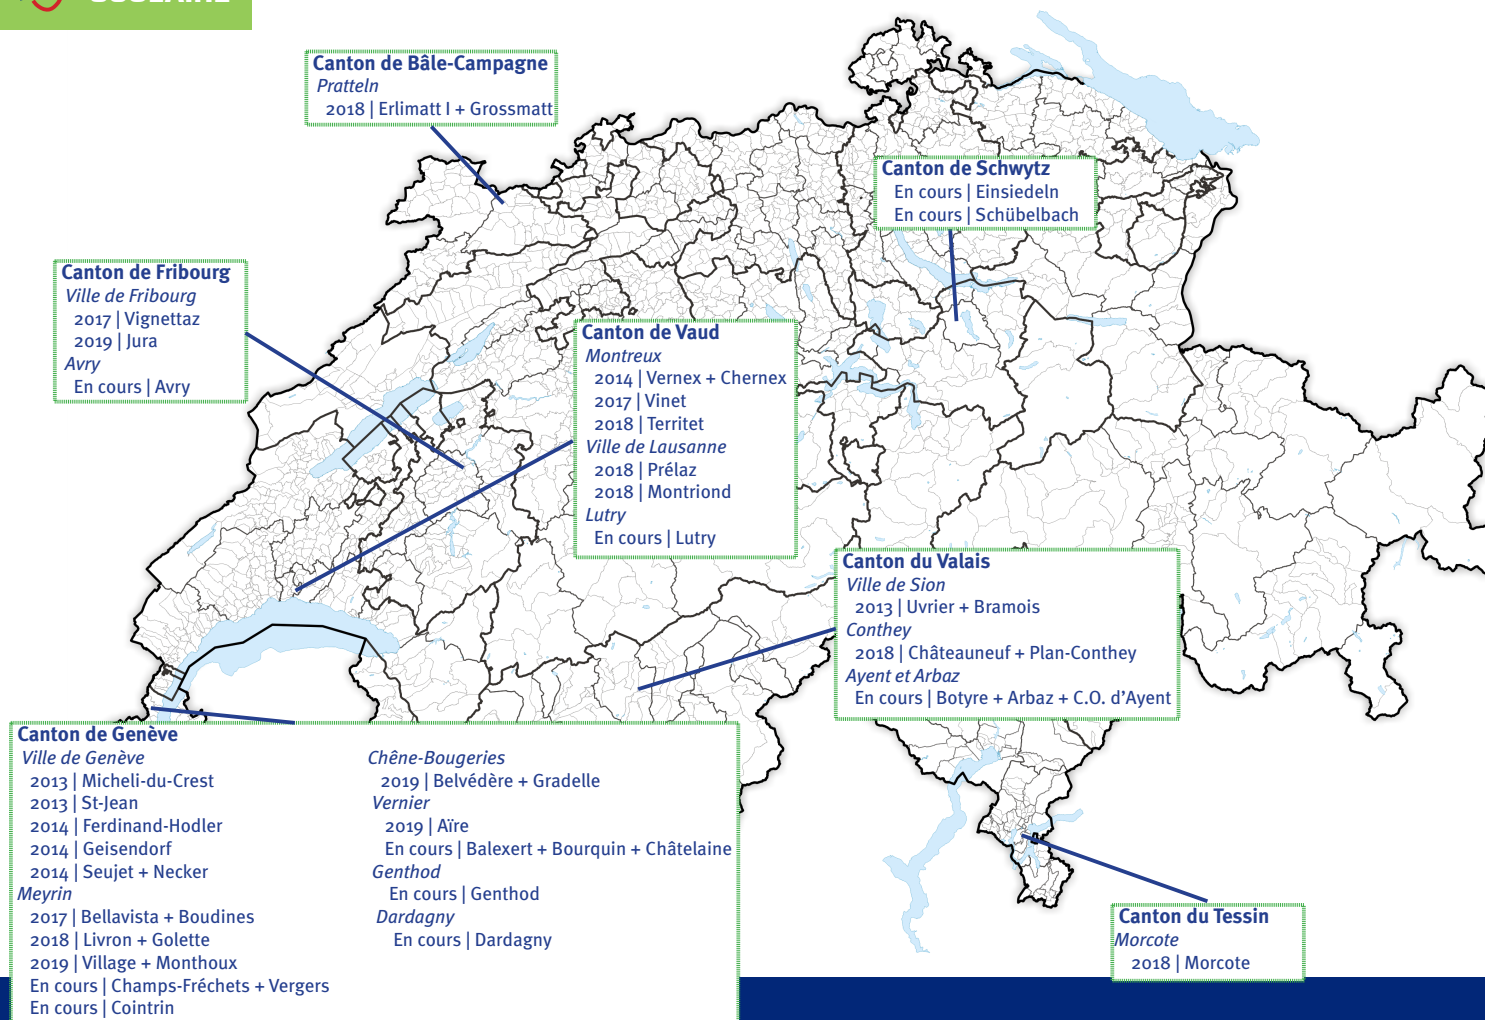 Canton de Bâle-Campagne
Pratteln
2018 | Erlimatt I + Grossmatt
Canton de Schwytz
En cours | Einsiedeln
En cours | Schübelbach
Canton de Fribourg
Ville de Fribourg
2017 | Vignettaz
2019 | Jura
Avry
En cours | Avry
Canton de Vaud
Montreux
2014 | Vernex + Chernex
2017 | Vinet
2018 | Territet
Ville de Lausanne
2018 | Prélaz
2018 | Montriond
Lutry
En cours | Lutry
Canton du Valais
Ville de Sion
2013 | Uvrier + Bramois
Conthey
2018 | Châteauneuf + Plan-Conthey
Ayent et Arbaz
En cours | Botyre + Arbaz + C.O. d'Ayent
Canton de Genève
Ville de Genève
2013 | Micheli-du-Crest
2013 | St-Jean
2014 | Ferdinand-Hodler
2014 | Geisendorf
2014 | Seujet + Necker
Meyrin
2017 | Bellavista + Boudines
2018 | Livron + Golette
2019 | Village + Monthoux
En cours | Champs-Fréchets + Vergers
En cours | Cointrin
Chêne-Bougeries
2019 | Belvédère + Gradelle
Vernier
2019 | Aïre
En cours | Balexert + Bourquin + Châtelaine
Genthod
En cours | Genthod
Dardagny
En cours | Dardagny
Canton du Tessin
Morcote
2018 | Morcote